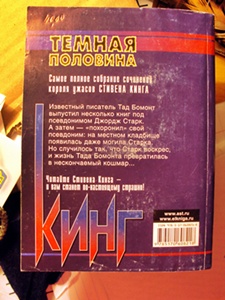 ТЕМНАЯ
ПОЛОВИНА
Самое полное собрание сочинений
короля ужасов СТИВЕНА КИНГА
Известный писатель Тад Бомонт
выпустил несколько книг под
псевдонимом Джордж Старк.
А затем — «похоронил» свой
псевдоним: на местном кладбище
появилась даже могила Старка.
Но случилось так, что Старк воскрес,
и жизнь Тада Бомонта превратилась
в нескончаемый кошмар...
Читайте Стивена Кинга –
и вам станет по-настоящему страшно!
КИНГ
www.ast.ru
www.elkniga.ru